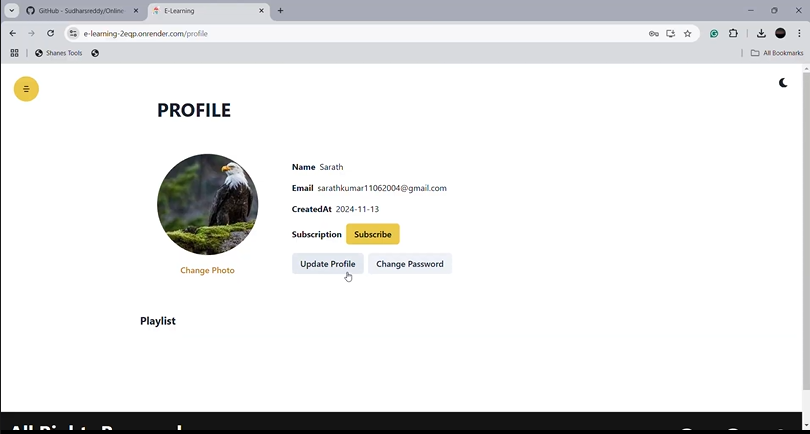 GitHub - Sudharsreddy/Online
E-Learning
e-learning-2eqp.onrender.com/profile
Shanes Tools
All Bookmarks
PROFILE
Name Sarath
Email sarathkumar11062004@gmail.com
CreatedAt 2024-11-13
Subscription Subscribe
Change Photo
Update Profile Change Password
Playlist